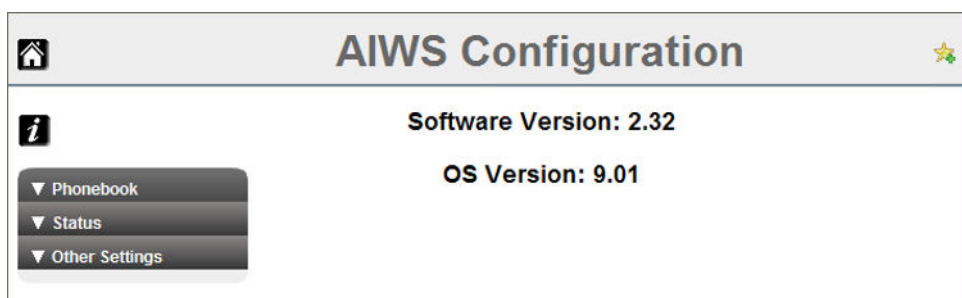 AIWS Configuration
Software Version: 2.32
OS Version: 9.01
Phonebook
Status
Other Settings